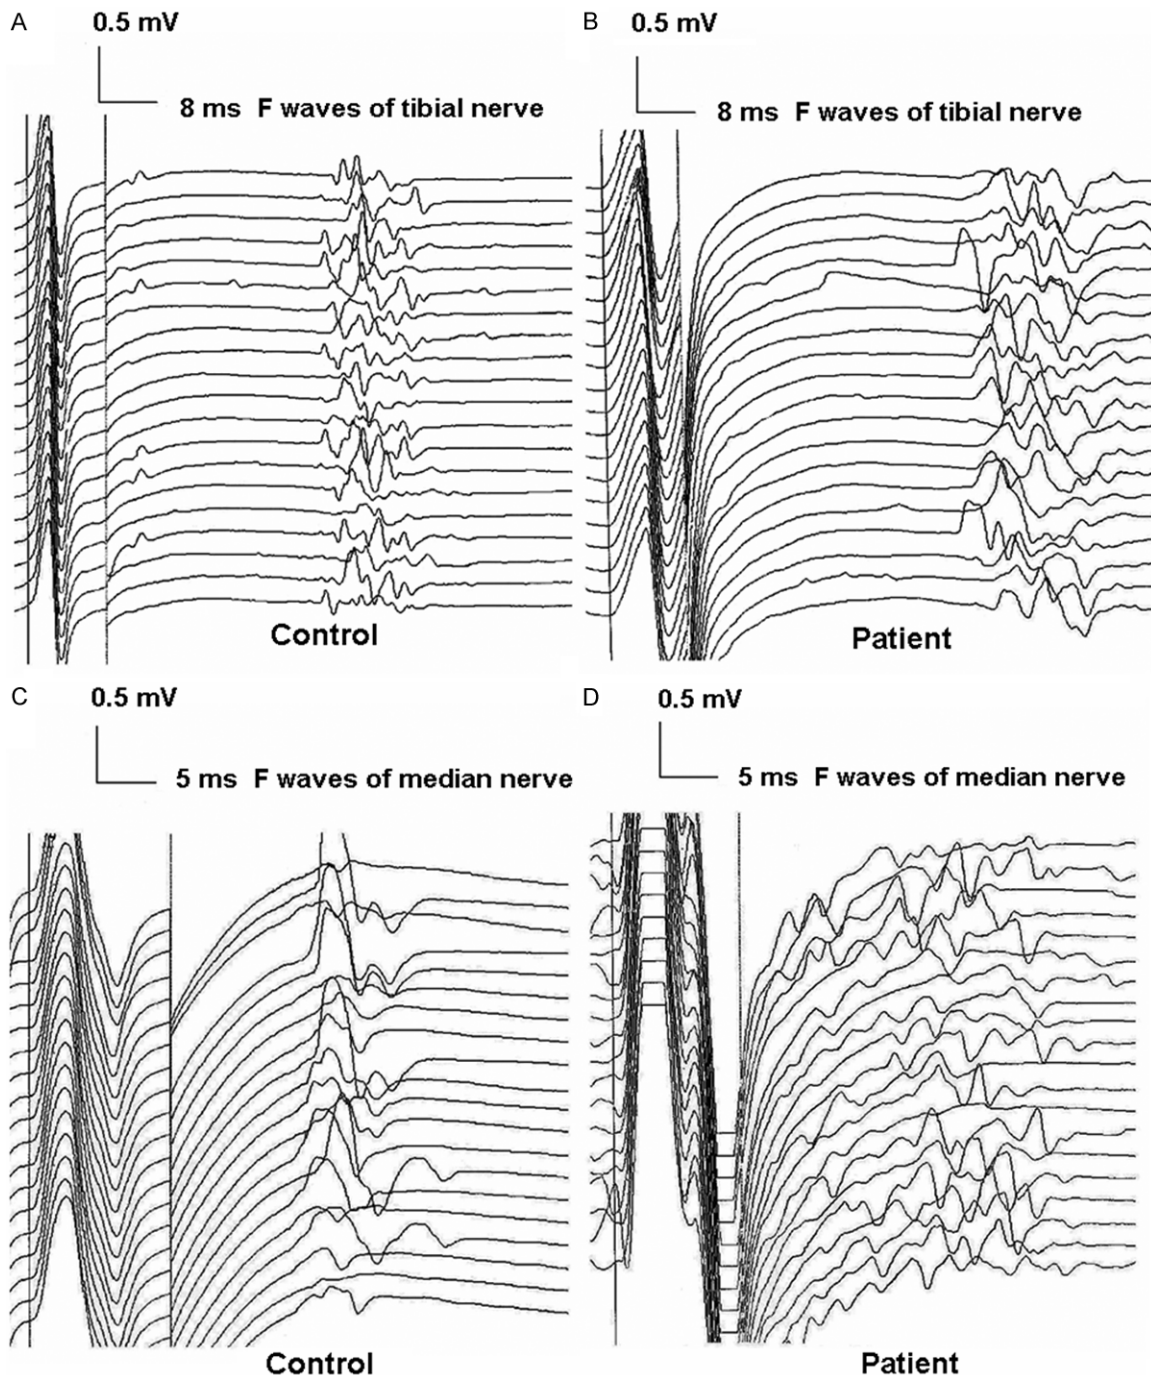 A
0.5 mV
8 ms F waves of tibial nerve
Control
B
0.5 mV
8 ms F waves of tibial nerve
Patient
C
0.5 mV
5 ms F waves of median nerve
Control
D
0.5 mV
5 ms F waves of median nerve
Patient